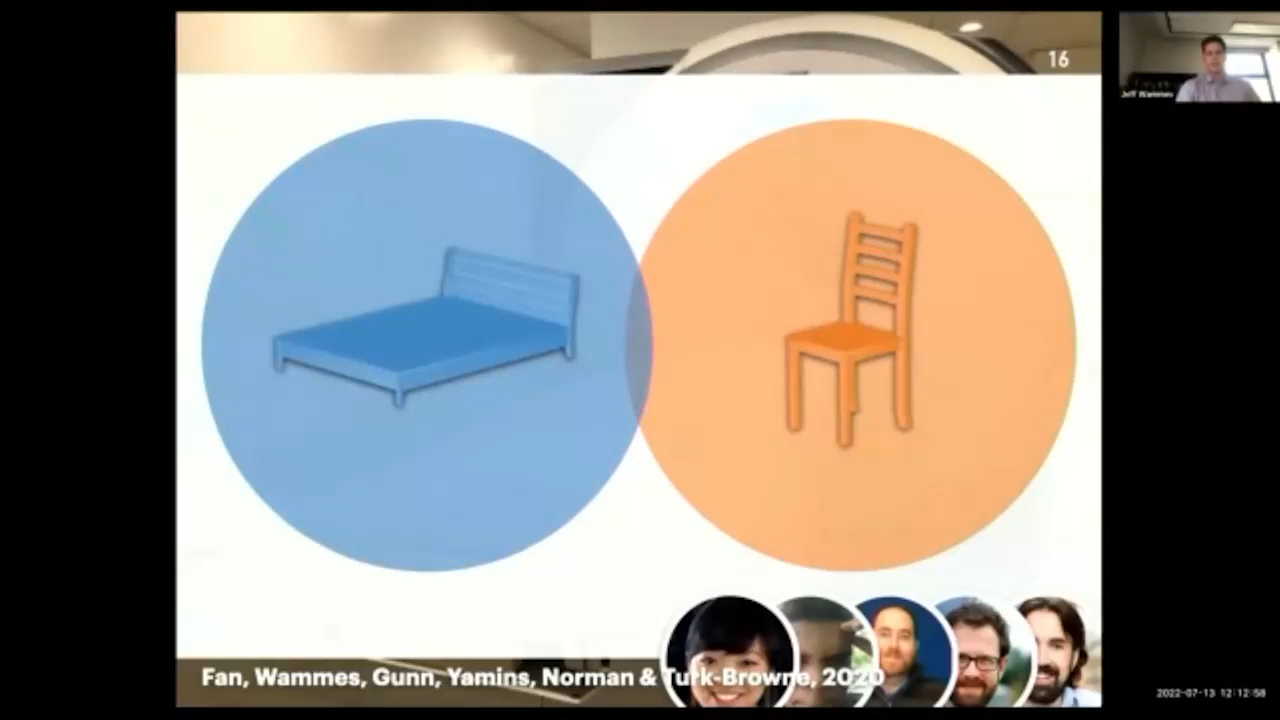 16
Jeff Wammes
Fan, Wammes, Gunn, Yamins, Norman & Turk-Browne, 2020
2022-07-13 12:12:58